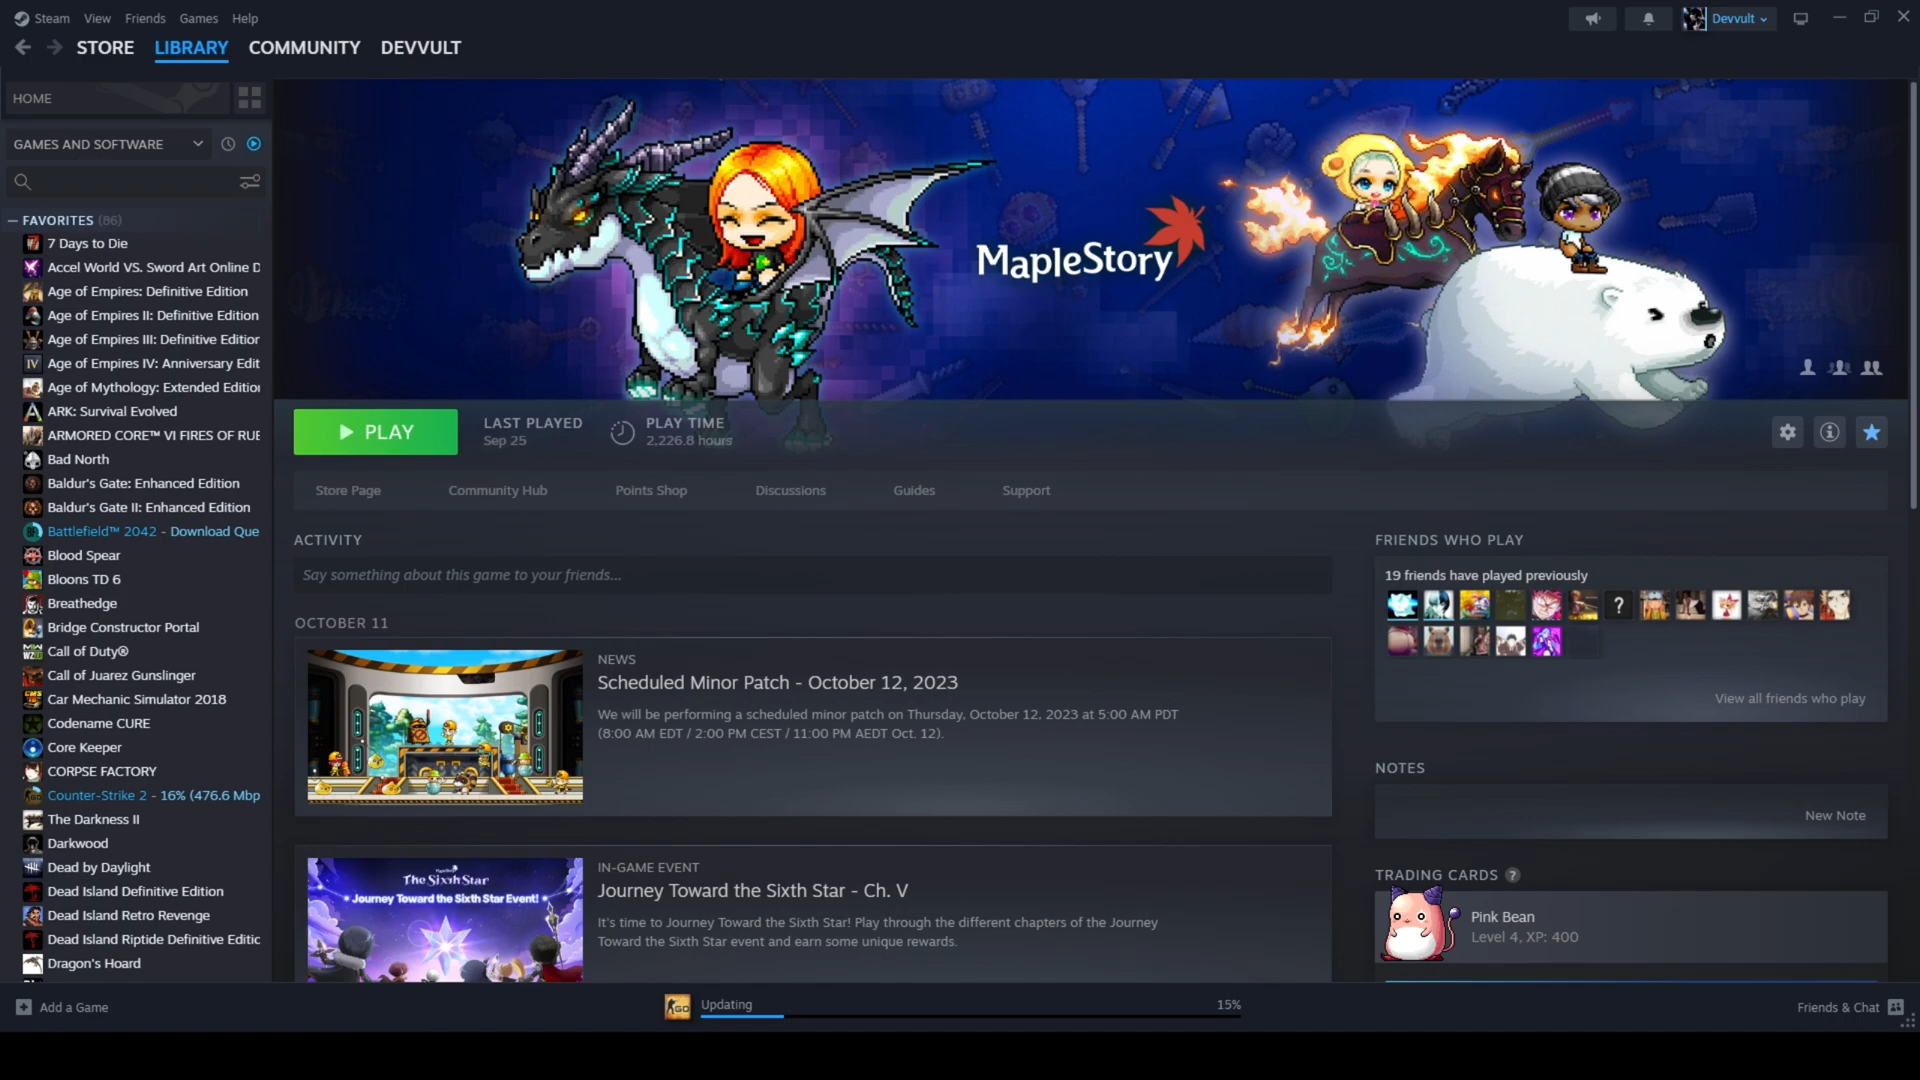 Steam View Friends Games Help
Devvult
STORE LIBRARY COMMUNITY DEVVULT
HOME
GAMES AND SOFTWARE
FAVORITES (86)
7 Days to Die
Accel World VS. Sword Art Online D
Age of Empires: Definitive Edition
Age of Empires II: Definitive Edition
Age of Empires III: Definitive Edition
Age of Empires IV: Anniversary Edit
Age of Mythology: Extended Edition
ARK: Survival Evolved
ARMORED CORE™ VI FIRES OF RUB
Bad North
Baldur's Gate: Enhanced Edition
Baldur's Gate II: Enhanced Edition
Battlefield™ 2042 - Download Que
Blood Spear
Bloons TD 6
Breathedge
Bridge Constructor Portal
Call of Duty®
Call of Juarez Gunslinger
Car Mechanic Simulator 2018
Codename CURE
Core Keeper
CORPSE FACTORY
Counter-Strike 2 - 16% (476.6 Mbp
The Darkness II
Darkwood
Dead by Daylight
Dead Island Definitive Edition
Dead Island Retro Revenge
Dead Island Riptide Definitive Editic
Dragon's Hoard
Add a Game
MapleStory
PLAY
LAST PLAYED
Sep 25
PLAY TIME
2,226.8 hours
Store Page Community Hub Points Shop Discussions Guides Support
ACTIVITY
Say something about this game to your friends...
OCTOBER 11
NEWS
Scheduled Minor Patch - October 12, 2023
We will be performing a scheduled minor patch on Thursday, October 12, 2023 at 5:00 AM PDT
(8:00 AM EDT / 2:00 PM CEST / 11:00 PM AEDT Oct. 12).
The Sixth Star
Journey Toward the Sixth Star Event!
IN-GAME EVENT
Journey Toward the Sixth Star - Ch. V
It's time to Journey Toward the Sixth Star! Play through the different chapters of the Journey
Toward the Sixth Star event and earn some unique rewards.
FRIENDS WHO PLAY
19 friends have played previously
?
View all friends who play
NOTES
New Note
TRADING CARDS ?
Pink Bean
Level 4, XP: 400
GO
Updating 15%
Friends & Chat